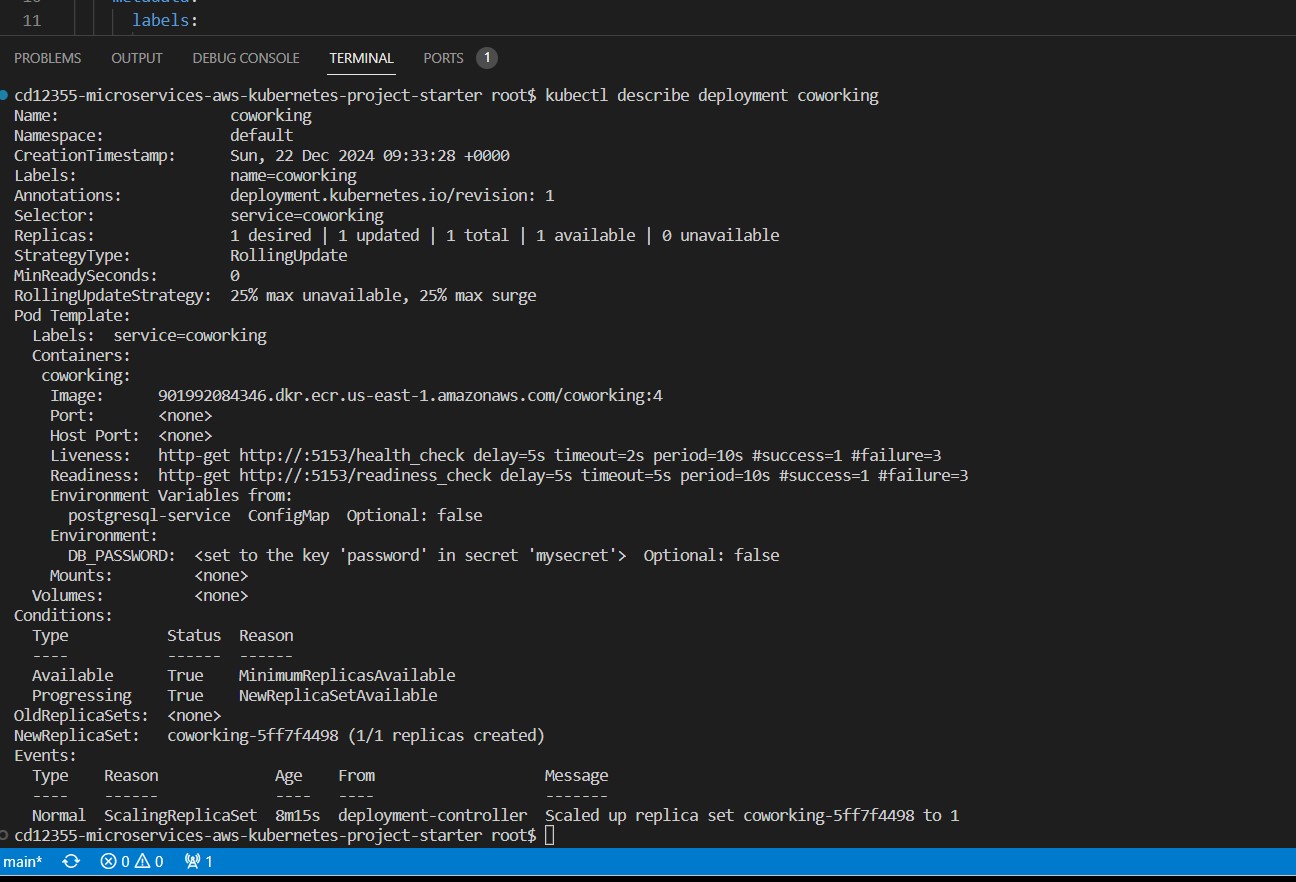 11 labels:
PROBLEMS OUTPUT DEBUG CONSOLE TERMINAL PORTS 1
cd12355-microservices-aws-kubernetes-project-starter root$ kubectl describe deployment coworking
Name: coworking
Namespace: default
CreationTimestamp: Sun, 22 Dec 2024 09:33:28 +0000
Labels: name=coworking
Annotations: deployment.kubernetes.io/revision: 1
Selector: service=coworking
Replicas: 1 desired | 1 updated | 1 total | 1 available | 0 unavailable
StrategyType: RollingUpdate
MinReadySeconds: 0
RollingUpdateStrategy: 25% max unavailable, 25% max surge
Pod Template:
Labels: service=coworking
Containers:
coworking:
Image: 901992084346.dkr.ecr.us-east-1.amazonaws.com/coworking:4
Port: <none>
Host Port: <none>
Liveness: http-get http://:5153/health_check delay=5s timeout=2s period=10s #success=1 #failure=3
Readiness: http-get http://:5153/readiness_check delay=5s timeout=5s period=10s #success=1 #failure=3
Environment Variables from:
postgresql-service ConfigMap Optional: false
Environment:
DB_PASSWORD: <set to the key 'password' in secret 'mysecret'> Optional: false
Mounts: <none>
Volumes: <none>
Conditions:
Type Status Reason
---- ------ ------
Available True MinimumReplicasAvailable
Progressing True NewReplicaSetAvailable
OldReplicaSets: <none>
NewReplicaSet: coworking-5ff7f4498 (1/1 replicas created)
Events:
Type Reason Age From Message
---- ------ ---- ---- -------
Normal ScalingReplicaSet 8m15s deployment-controller Scaled up replica set coworking-5ff7f4498 to 1
cd12355-microservices-aws-kubernetes-project-starter root$
main* 0 0 1